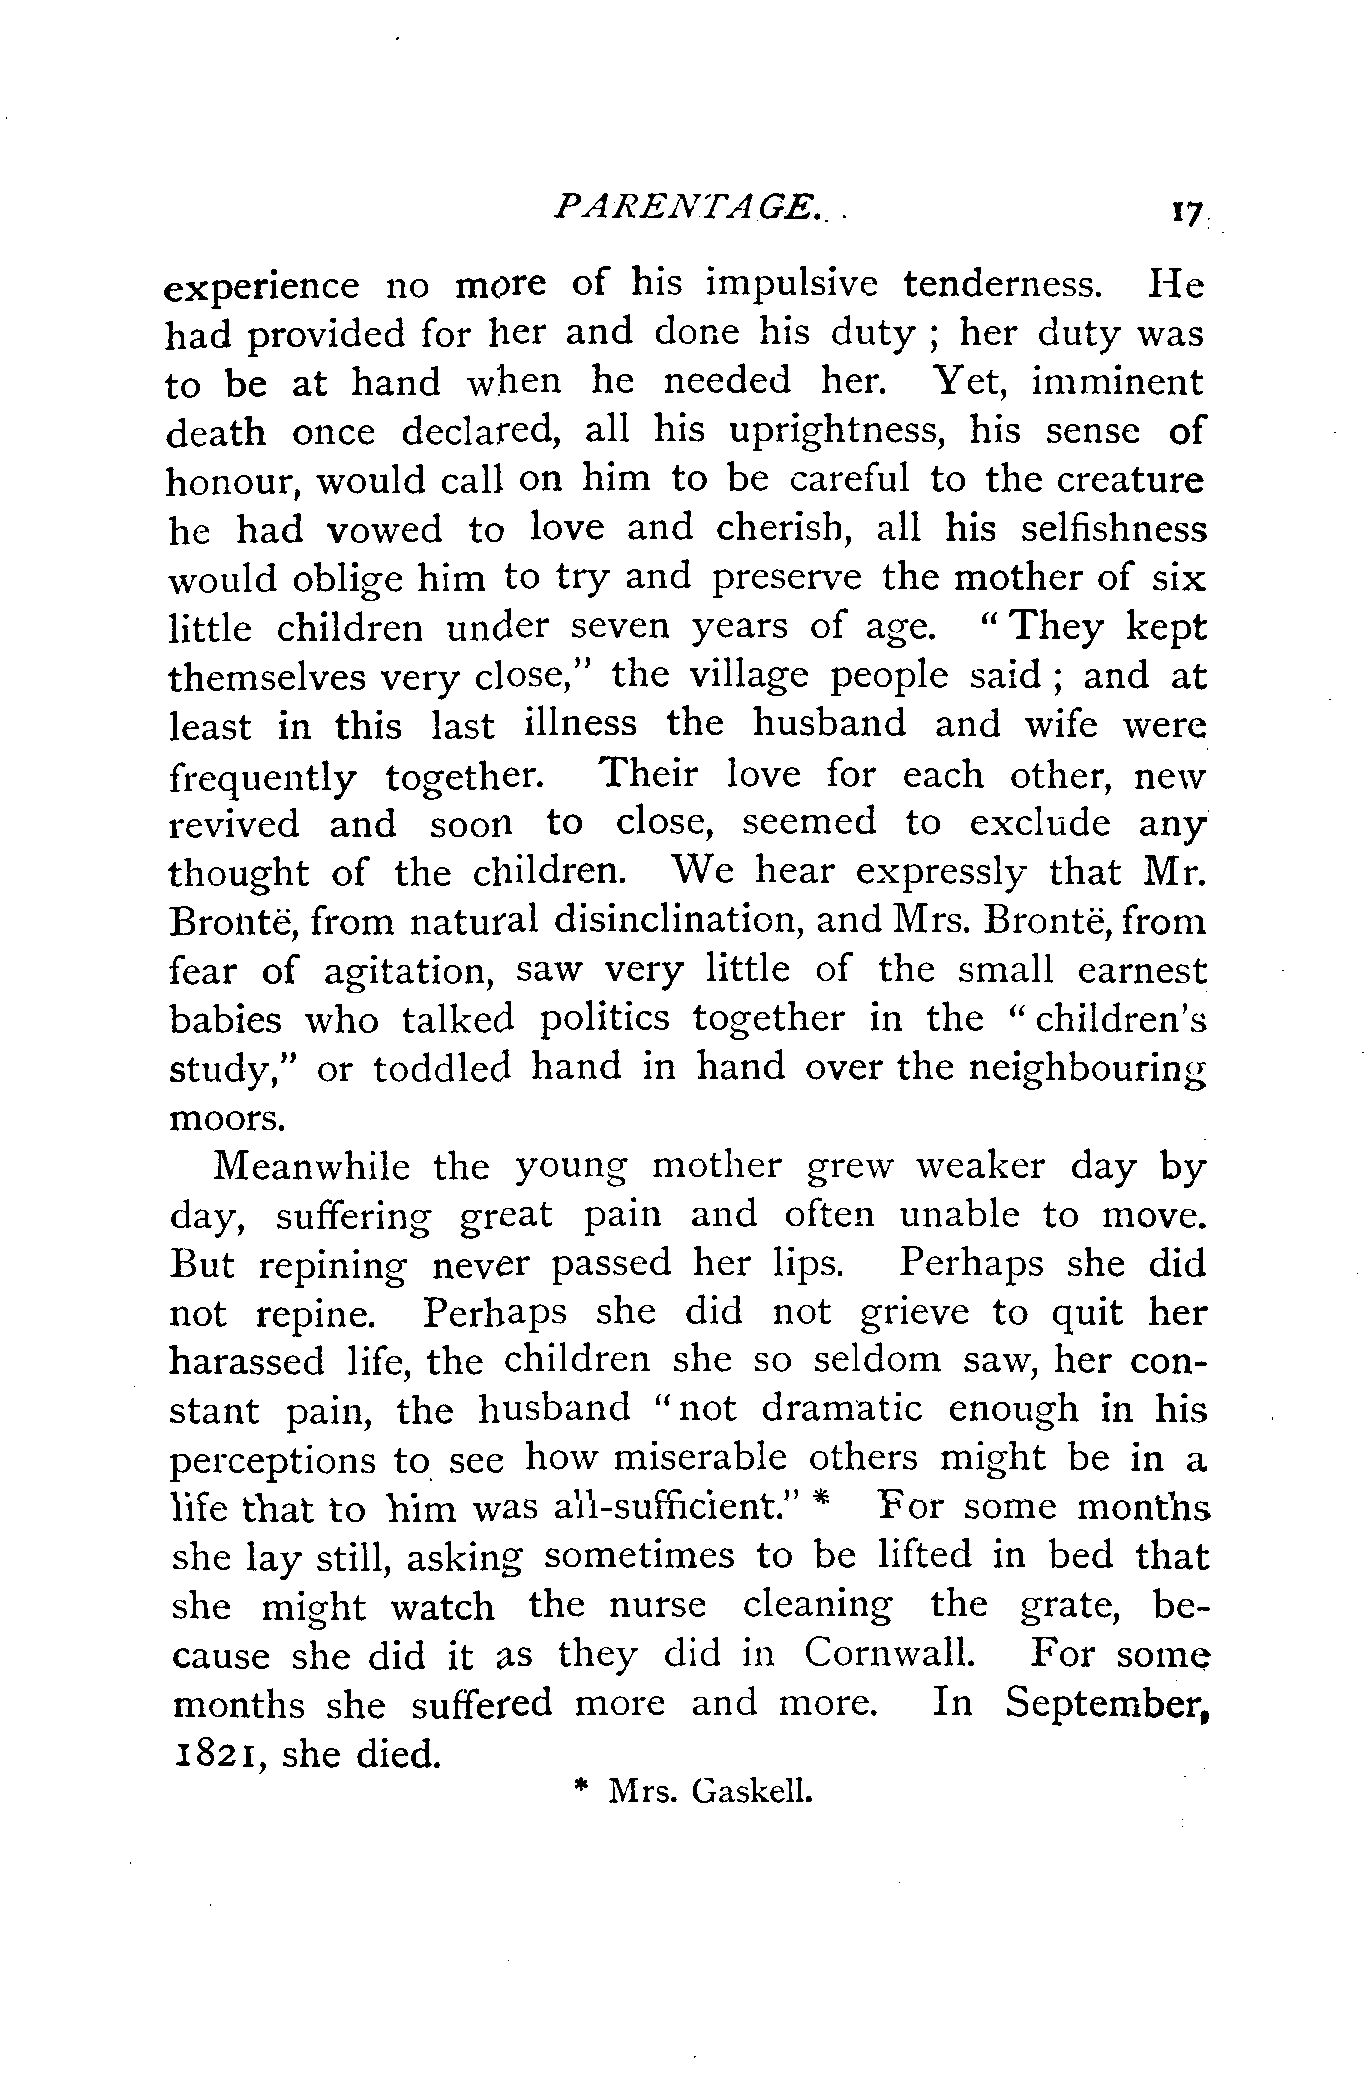 PARENTAGE. 17
experience no more of his impulsive tenderness. He
had provided for her and done his duty ; her duty was
to be at hand when he needed her. Yet, imminent
death once declared, all his uprightness, his sense of
honour, would call on him to be careful to the creature
he had vowed to love and cherish, all his selfishness
would oblige him to try and preserve the mother of six
little children under seven years of age. “ They kept
themselves very close,” the village people said ; and at
least in this last illness the husband and wife were
frequently together. Their love for each other, new
revived and soon to close, seemed to exclude any
thought of the children. We hear expressly that Mr.
Brontë, from natural disinclination, and Mrs. Brontë, from
fear of agitation, saw very little of the small earnest
babies who talked politics together in the “ children's
study,” or toddled hand in hand over the neighbouring
moors.
Meanwhile the young mother grew weaker day by
day, suffering great pain and often unable to move.
But repining never passed her lips. Perhaps she did
not repine. Perhaps she did not grieve to quit her
harassed life, the children she so seldom saw, her con-
stant pain, the husband “ not dramatic enough in his
perceptions to see how miserable others might be in a
life that to him was all-sufficient.” * For some months
she lay still, asking sometimes to be lifted in bed that
she might watch the nurse cleaning the grate, be-
cause she did it as they did in Cornwall. For some
months she suffered more and more. In September,
1821, she died.
* Mrs. Gaskell.